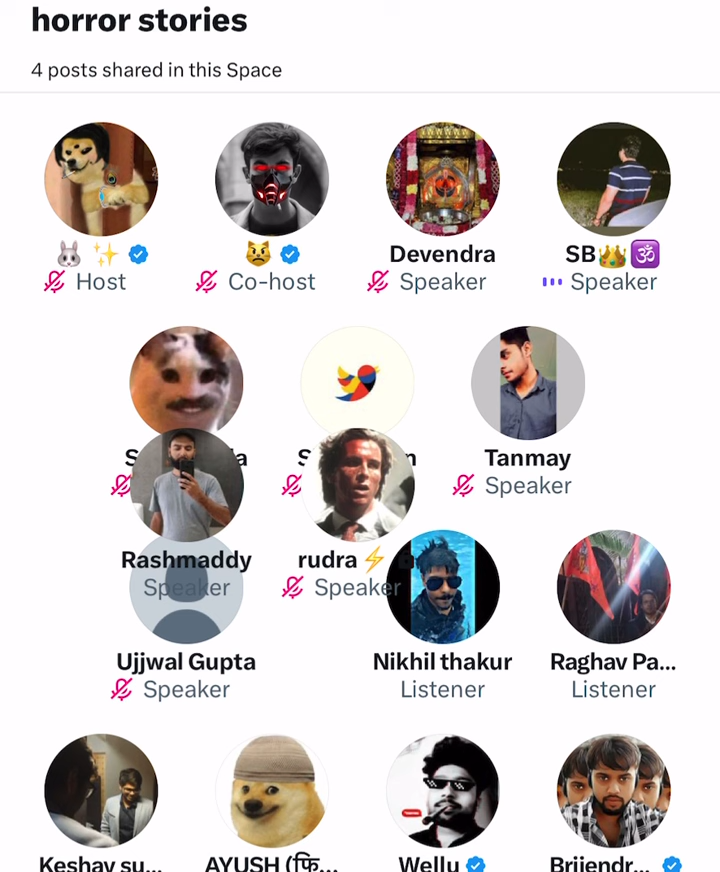 horror stories
4 posts shared in this Space
🐰 ✨
Host
😾
Co-host
Devendra
Speaker
SB👑🕉️
Speaker
Tanmay
Speaker
Rashmaddy
Speaker
rudra⚡
Speaker
Ujjwal Gupta
Speaker
Nikhil thakur
Listener
Raghav Pa...
Listener
Keshav su...
AYUSH (फि...
Wellu
Brijendr...